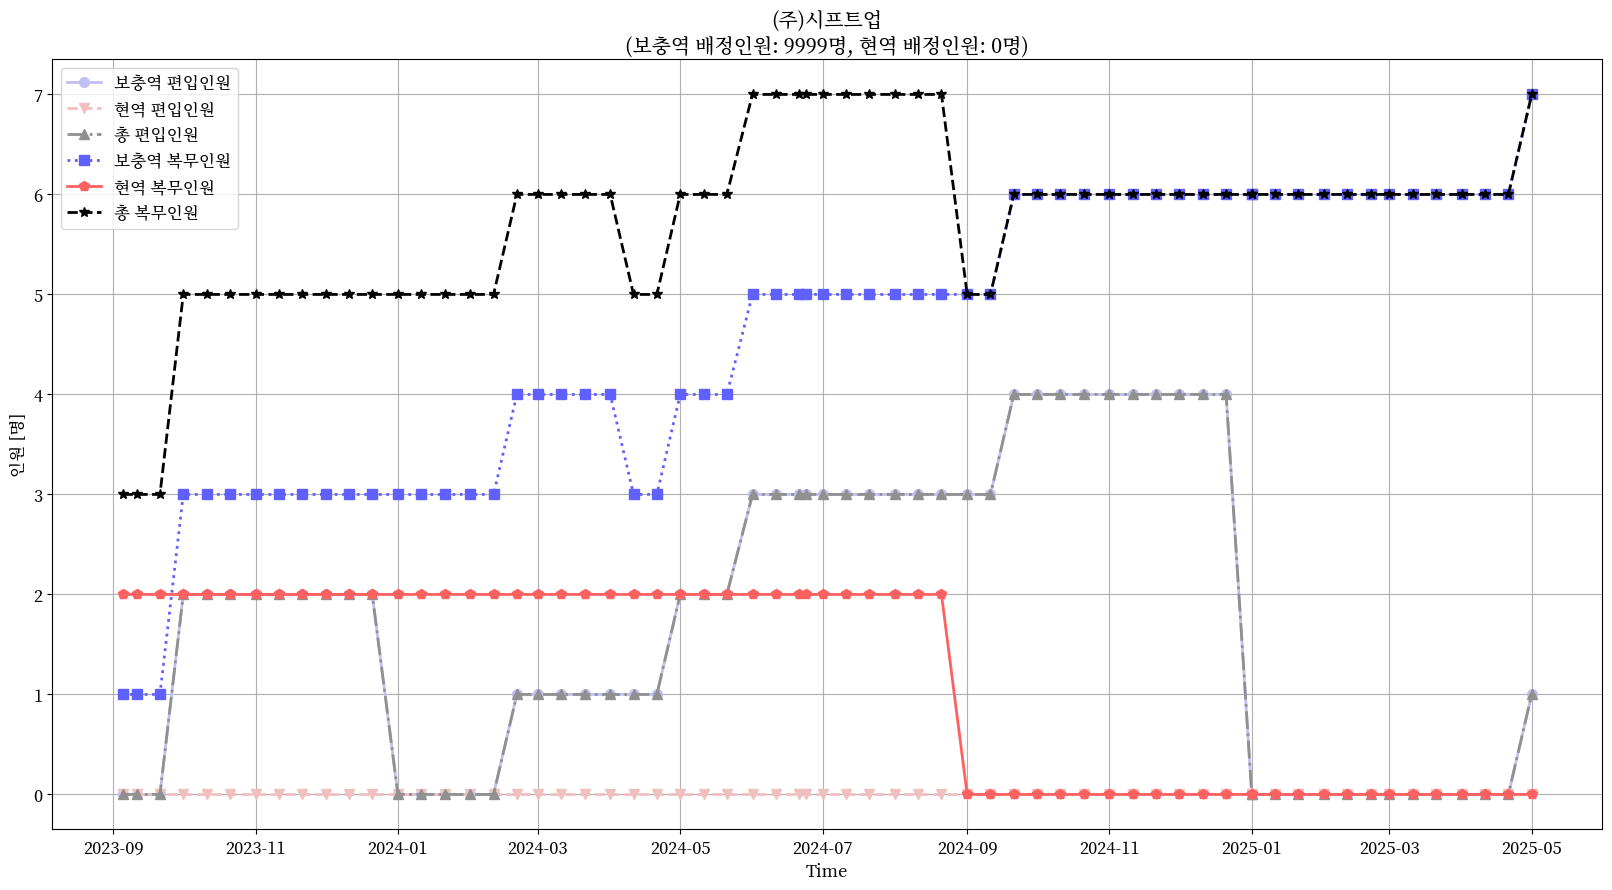 (주)시프트업
(보충역 배정인원: 9999명, 현역 배정인원: 0명)
보충역 편입인원
현역 편입인원
총 편입인원
보충역 복무인원
현역 복무인원
총 복무인원
인원 [명]
7
6
5
4
3
2
1
0
2023-09
2023-11
2024-01
2024-03
2024-05
2024-07
2024-09
2024-11
2025-01
2025-03
2025-05
Time